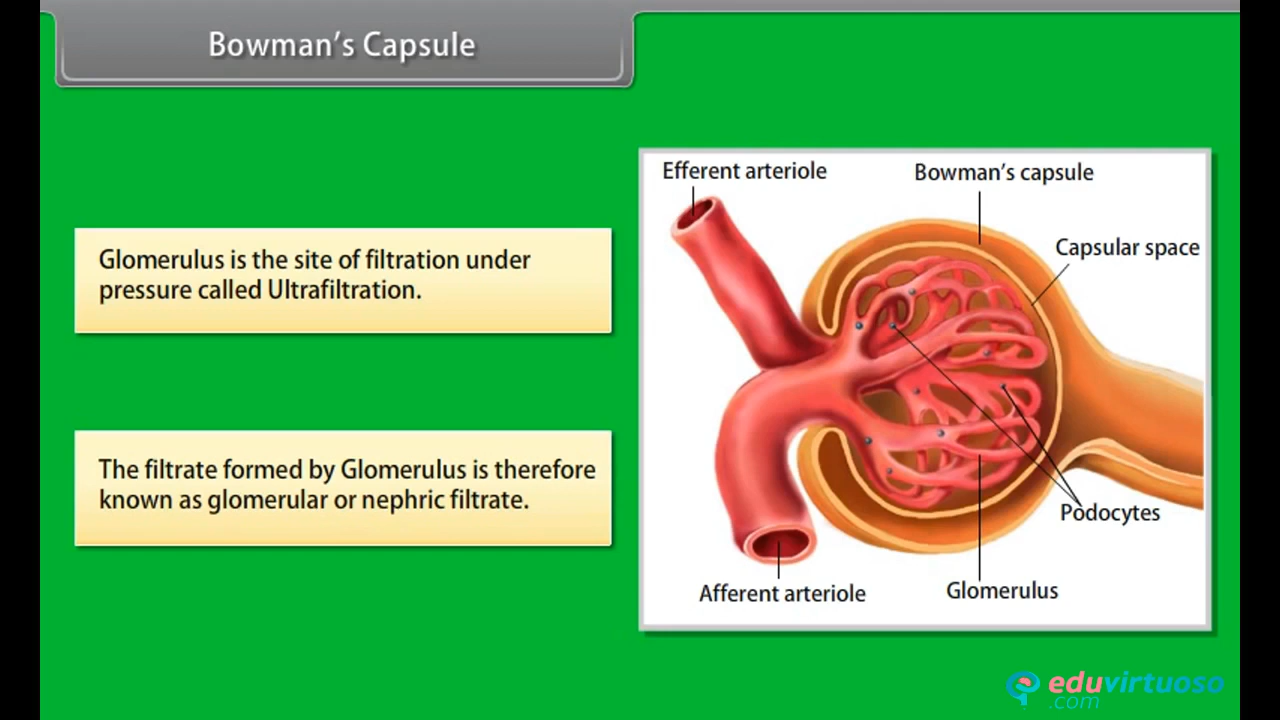 Bowman's Capsule
Glomerulus is the site of filtration under
pressure called Ultrafiltration.
The filtrate formed by Glomerulus is therefore
known as glomerular or nephric filtrate.
Efferent arteriole
Bowman's capsule
Capsular space
Podocytes
Afferent arteriole
Glomerulus
eduvirtuoso
.com